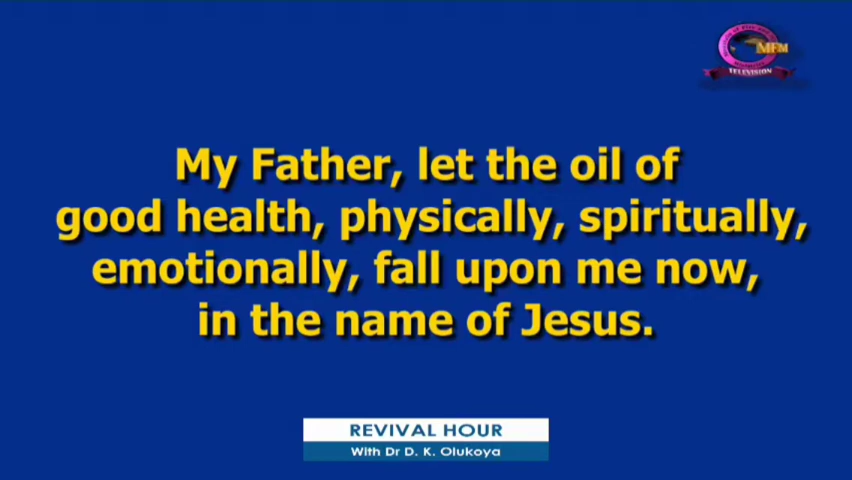 MFM
TELEVISION
My Father, let the oil of
good health, physically, spiritually,
emotionally, fall upon me now,
in the name of Jesus.
REVIVAL HOUR
With Dr D. K. Olukoya